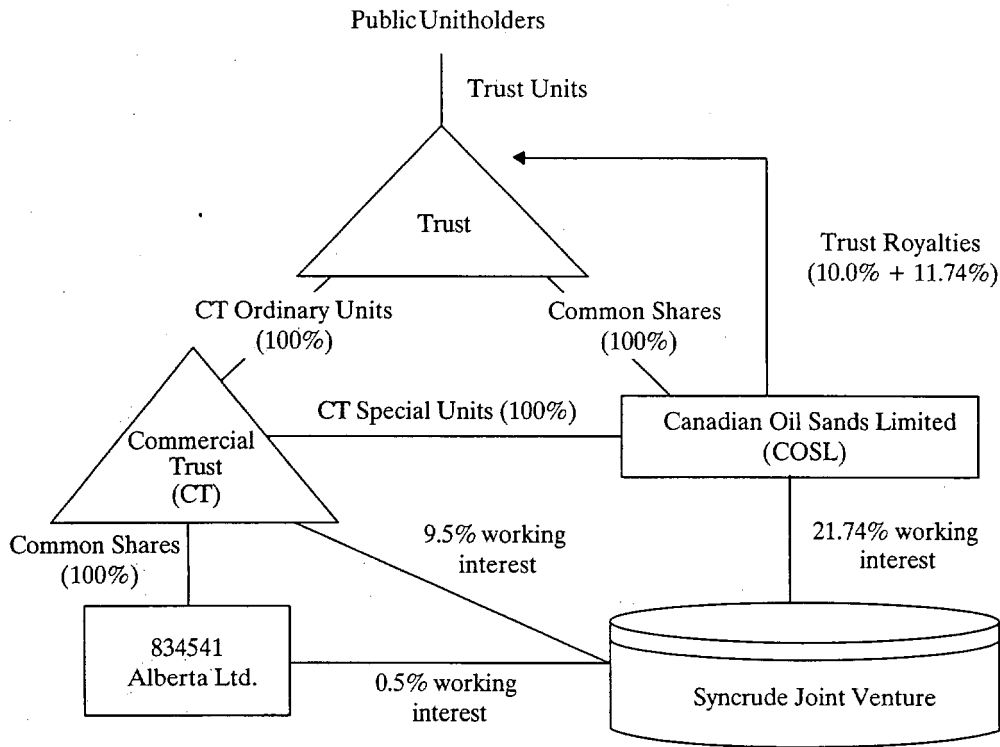 Public Unitholders
Trust Units
Trust
Trust Royalties
(10.0% + 11.74%)
CT Ordinary Units
(100%)
Common Shares
(100%)
CT Special Units (100%)
Canadian Oil Sands Limited
(COSL)
Commercial
Trust
(CT)
Common Shares
(100%)
9.5% working
interest
21.74% working
interest
834541
Alberta Ltd.
0.5% working
interest
Syncrude Joint Venture